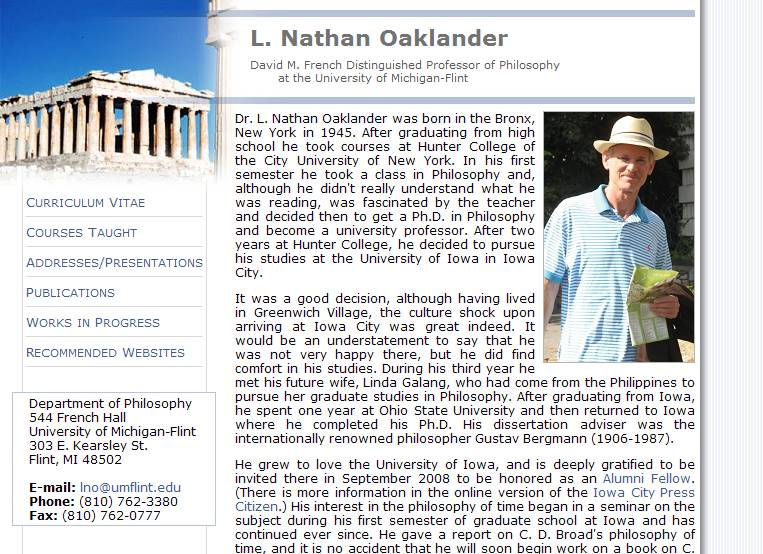 L. Nathan Oaklander
David M. French Distinguished Professor of Philosophy
at the University of Michigan-Flint
CURRICULUM VITAE
COURSES TAUGHT
ADDRESSES/PRESENTATIONS
PUBLICATIONS
WORKS IN PROGRESS
RECOMMENDED WEBSITES
Department of Philosophy
544 French Hall
University of Michigan-Flint
303 E. Kearsley St.
Flint, MI 48502
E-mail: lno@umflint.edu
Phone: (810) 762-3380
Fax: (810) 762-0777
Dr. L. Nathan Oaklander was born in the Bronx,
New York in 1945. After graduating from high
school he took courses at Hunter College of
the City University of New York. In his first
semester he took a class in Philosophy and,
although he didn't really understand what he
was reading, was fascinated by the teacher
and decided then to get a Ph.D. in Philosophy
and become a university professor. After two
years at Hunter College, he decided to pursue
his studies at the University of Iowa in Iowa
City.
It was a good decision, although having lived
in Greenwich Village, the culture shock upon
arriving at Iowa City was great indeed. It
would be an understatement to say that he
was not very happy there, but he did find
comfort in his studies. During his third year he
met his future wife, Linda Galang, who had come from the Philippines to
pursue her graduate studies in Philosophy. After graduating from Iowa,
he spent one year at Ohio State University and then returned to Iowa
where he completed his Ph.D. His dissertation adviser was the
internationally renowned philosopher Gustav Bergmann (1906-1987).
He grew to love the University of Iowa, and is deeply gratified to be
invited there in September 2008 to be honored as an Alumni Fellow.
(There is more information in the online version of the Iowa City Press
Citizen.) His interest in the philosophy of time began in a seminar on the
subject during his first semester of graduate school at Iowa and has
continued ever since. He gave a report on C. D. Broad's philosophy of
time, and it is no accident that he will soon begin work on a book on C.